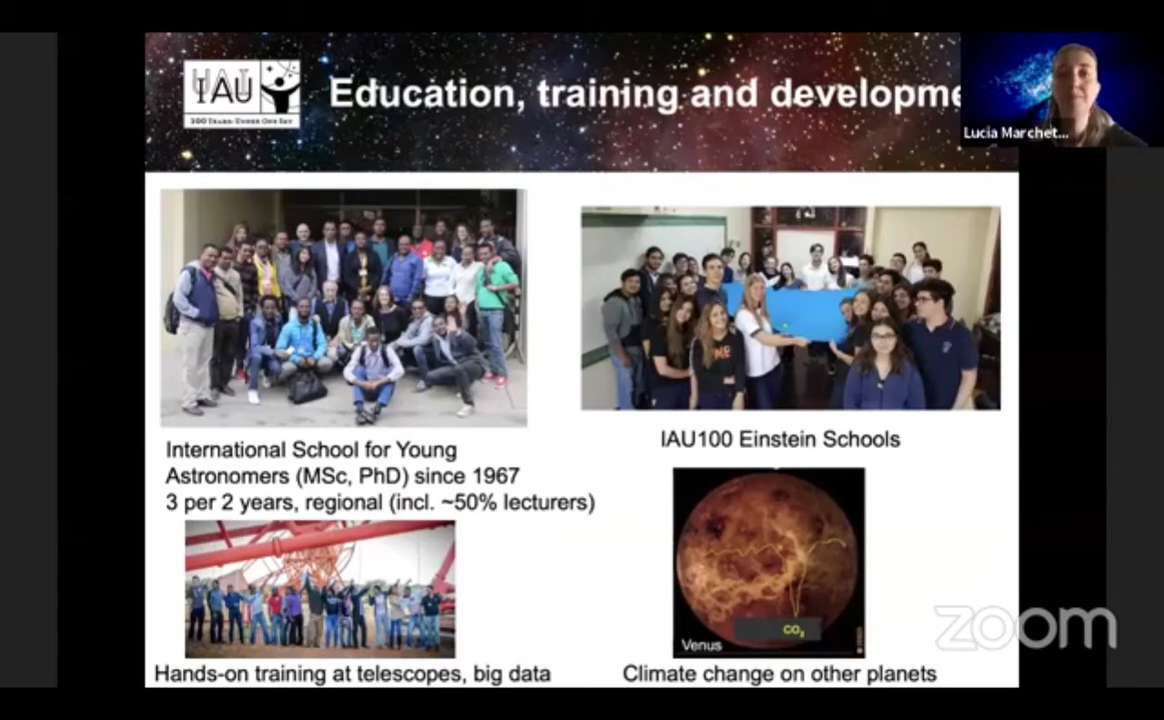 IAU
100 YEARS: UNDER ONE SKY
Education, training and developme
Lucia Marchet...
International School for Young
Astronomers (MSc, PhD) since 1967
3 per 2 years, regional (incl. ~50% lecturers)
IAU100 Einstein Schools
CO₂
Venus
zoom
Hands-on training at telescopes, big data
Climate change on other planets